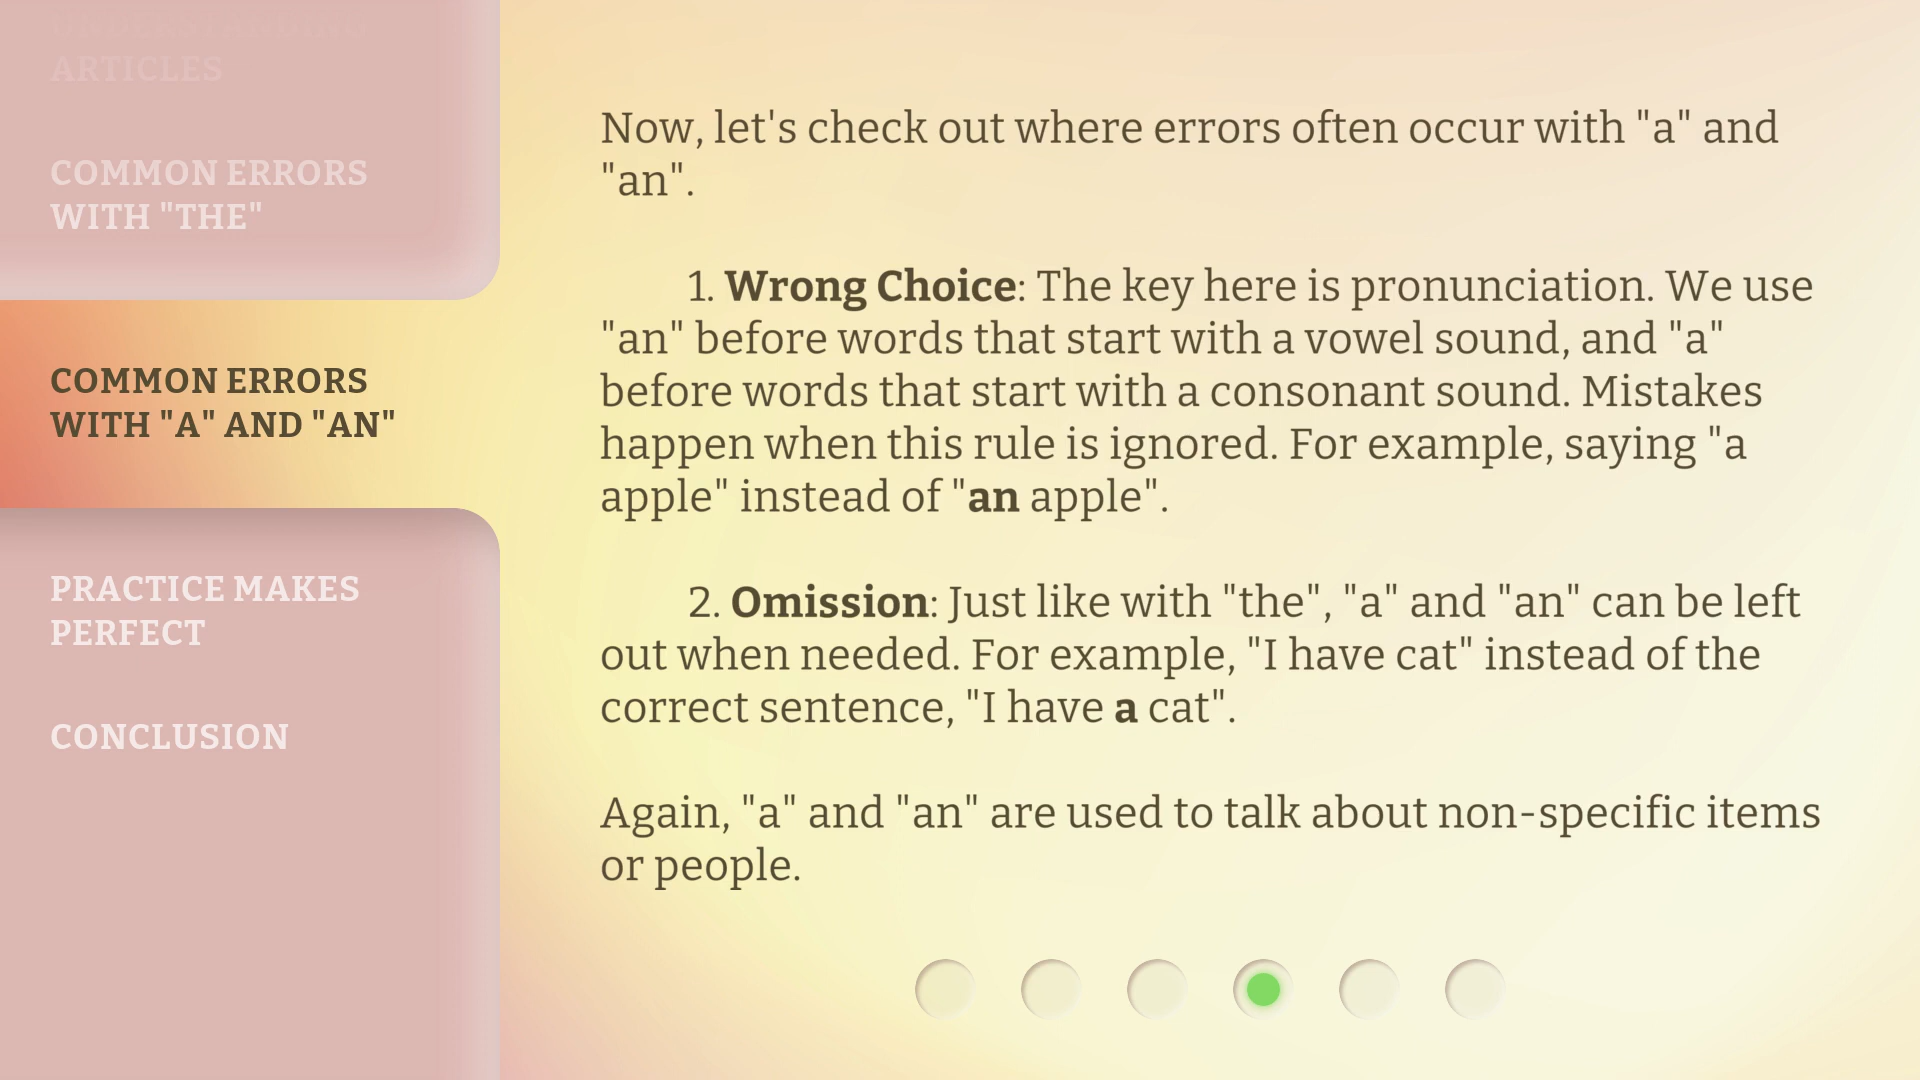 ARTICLES
COMMON ERRORS
WITH "THE"
COMMON ERRORS
WITH "A" AND "AN"
PRACTICE MAKES
PERFECT
CONCLUSION
Now, let's check out where errors often occur with "a" and
"an".
1. Wrong Choice: The key here is pronunciation. We use
"an" before words that start with a vowel sound, and "a"
before words that start with a consonant sound. Mistakes
happen when this rule is ignored. For example, saying "a
apple" instead of "an apple".
2. Omission: Just like with "the", "a" and "an" can be left
out when needed. For example, "I have cat" instead of the
correct sentence, "I have a cat".
Again, "a" and "an" are used to talk about non-specific items
or people.